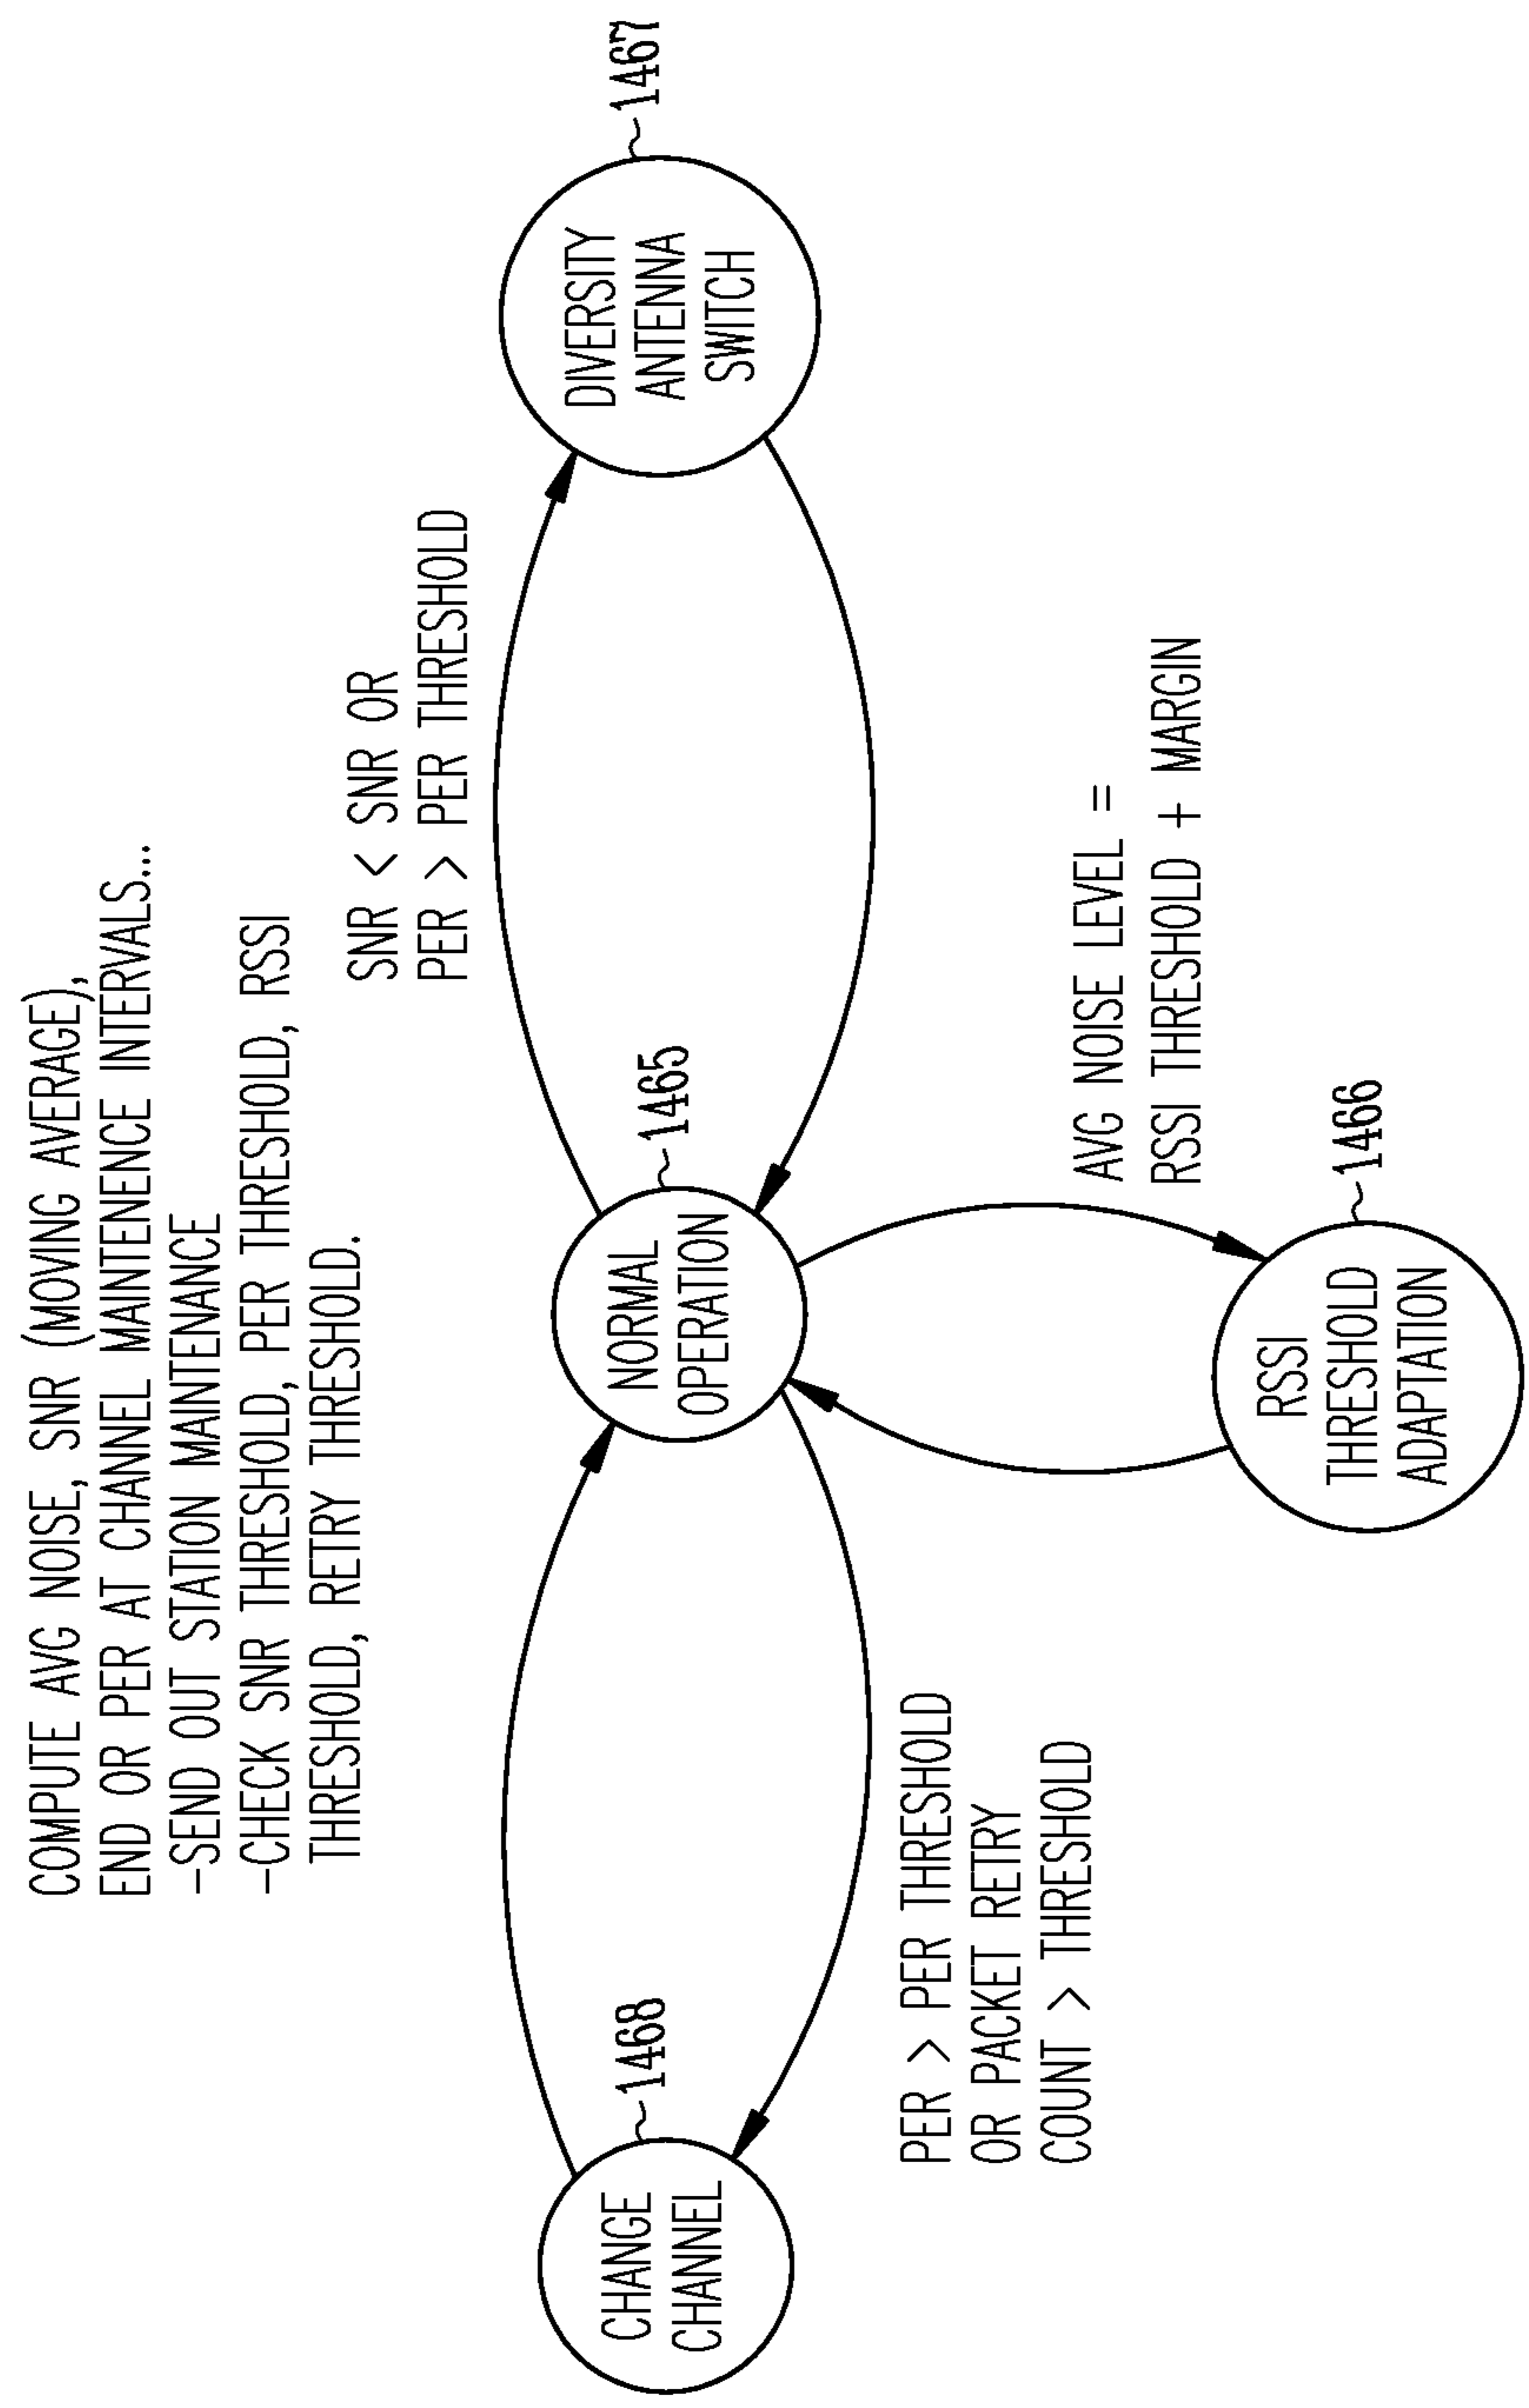 COMPUTE AVG NOISE, SNR (MOVING AVERAGE),
END OR PER AT CHANNEL MAINTENENCE INTERVALS...
-SEND OUT STATION MAINTENANCE
-CHECK SNR THRESHOLD, PER THRESHOLD, RSSI
THRESHOLD, RETRY THRESHOLD.
SNR < SNR OR
PER > PER THRESHOLD
1468
CHANGE
CHANNEL
1465
NORMAL
OPERATION
1467
DIVERSITY
ANTENNA
SWITCH
PER > PER THRESHOLD
OR PACKET RETRY
COUNT > THRESHOLD
AVG NOISE LEVEL =
RSSI THRESHOLD + MARGIN
1466
RSSI
THRESHOLD
ADAPTATION